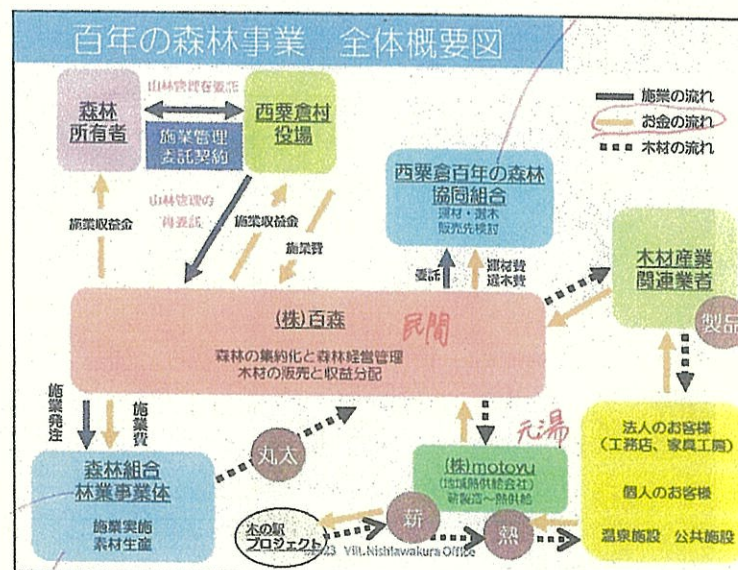 百年の森林事業 全体概要図
森林
所有者
山林管理を委託
施業管理
委託契約
西粟倉村
役場
施業の流れ
お金の流れ
木材の流れ
施業収益金
山林管理の
再委託
施業収益金
施業費
西粟倉百年の森林
協同組合
運材・選木
販売先検討
委託
運材費
選木費
木材産業
関連業者
製品
(株)百森
民間
森林の集約化と森林経営管理
木材の販売と収益分配
施業発注
施業費
丸太
元湯
(株)motoyu
(地域熱供給会社)
薪製造～熱供給
法人のお客様
(工務店、家具工房)
個人のお客様
温泉施設 公共施設
森林組合
林業事業体
施業実施
素材生産
木の駅
プロジェクト
薪
熱
Vill.Nishiawakura Office